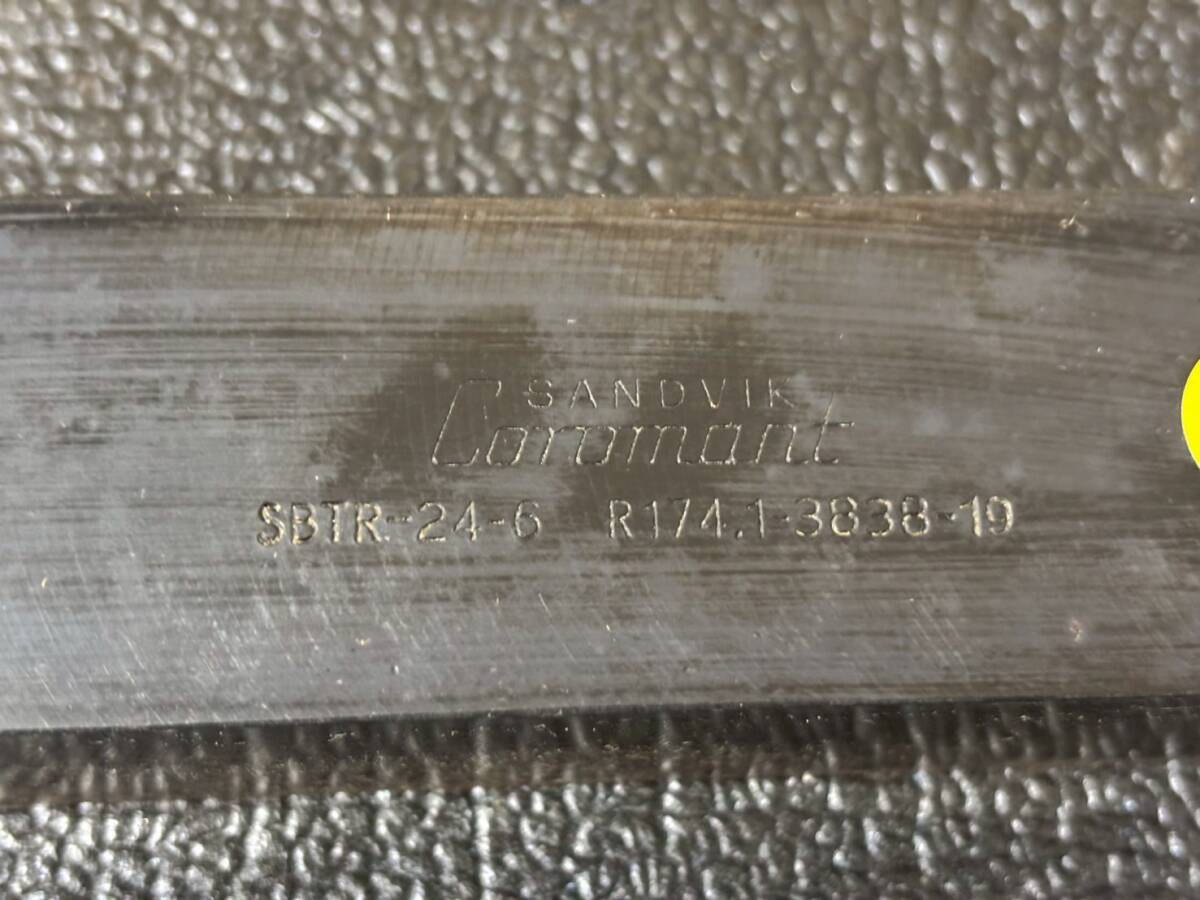 SANDVIK
Coromant
SBTR-24-6 R174.1-3838-19